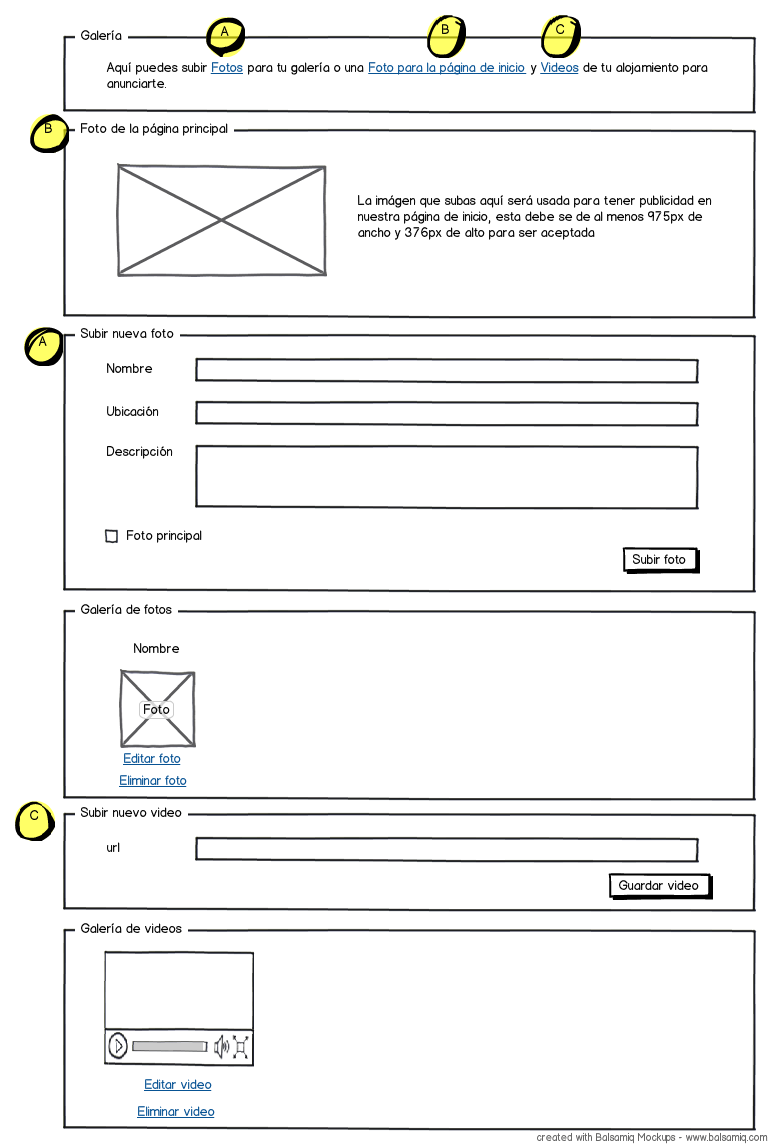 Galería
A
B
C
Aquí puedes subir Fotos para tu galería o una Foto para la página de inicio y Videos de tu alojamiento para
anunciarte.
B
Foto de la página principal
La imágen que subas aquí será usada para tener publicidad en
nuestra página de inicio, esta debe se de al menos 975px de
ancho y 376px de alto para ser aceptada
A
Subir nueva foto
Nombre
Ubicación
Descripción
Foto principal
Subir foto
Galería de fotos
Nombre
Foto
Editar foto
Eliminar foto
C
Subir nuevo video
url
Guardar video
Galería de videos
Editar video
Eliminar video
created with Balsamiq Mockups - www.balsamiq.com